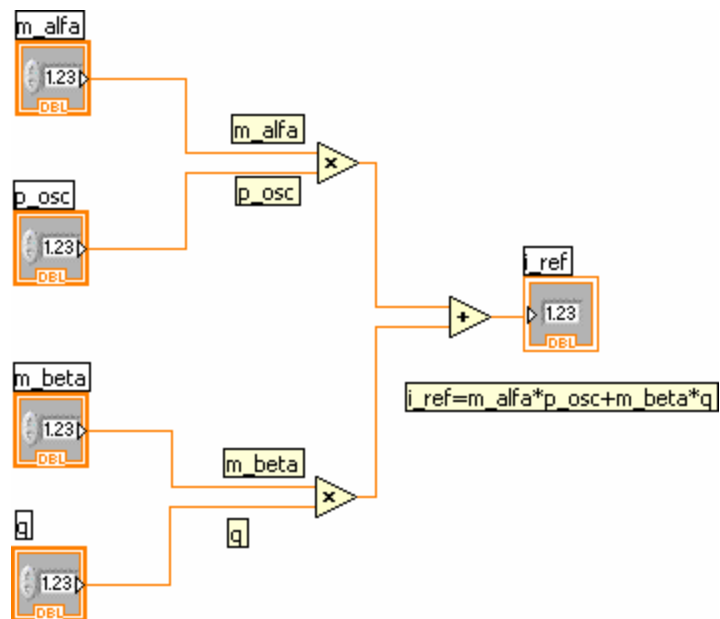 m_alfa
1.23
DBL
m_alfa
×
p_osc
p_osc
1.23
DBL
i_ref
1.23
DBL
+
i_ref=m_alfa*p_osc+m_beta*q
m_beta
1.23
DBL
m_beta
×
q
q
1.23
DBL